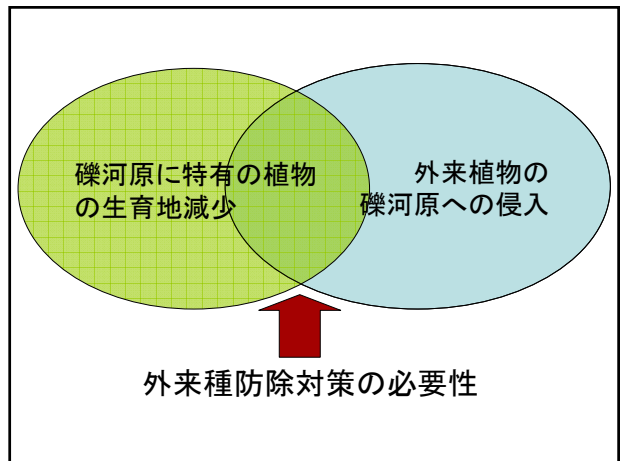 礫河原に特有の植物
の生育地減少
外来植物の
礫河原への侵入
外来種防除対策の必要性